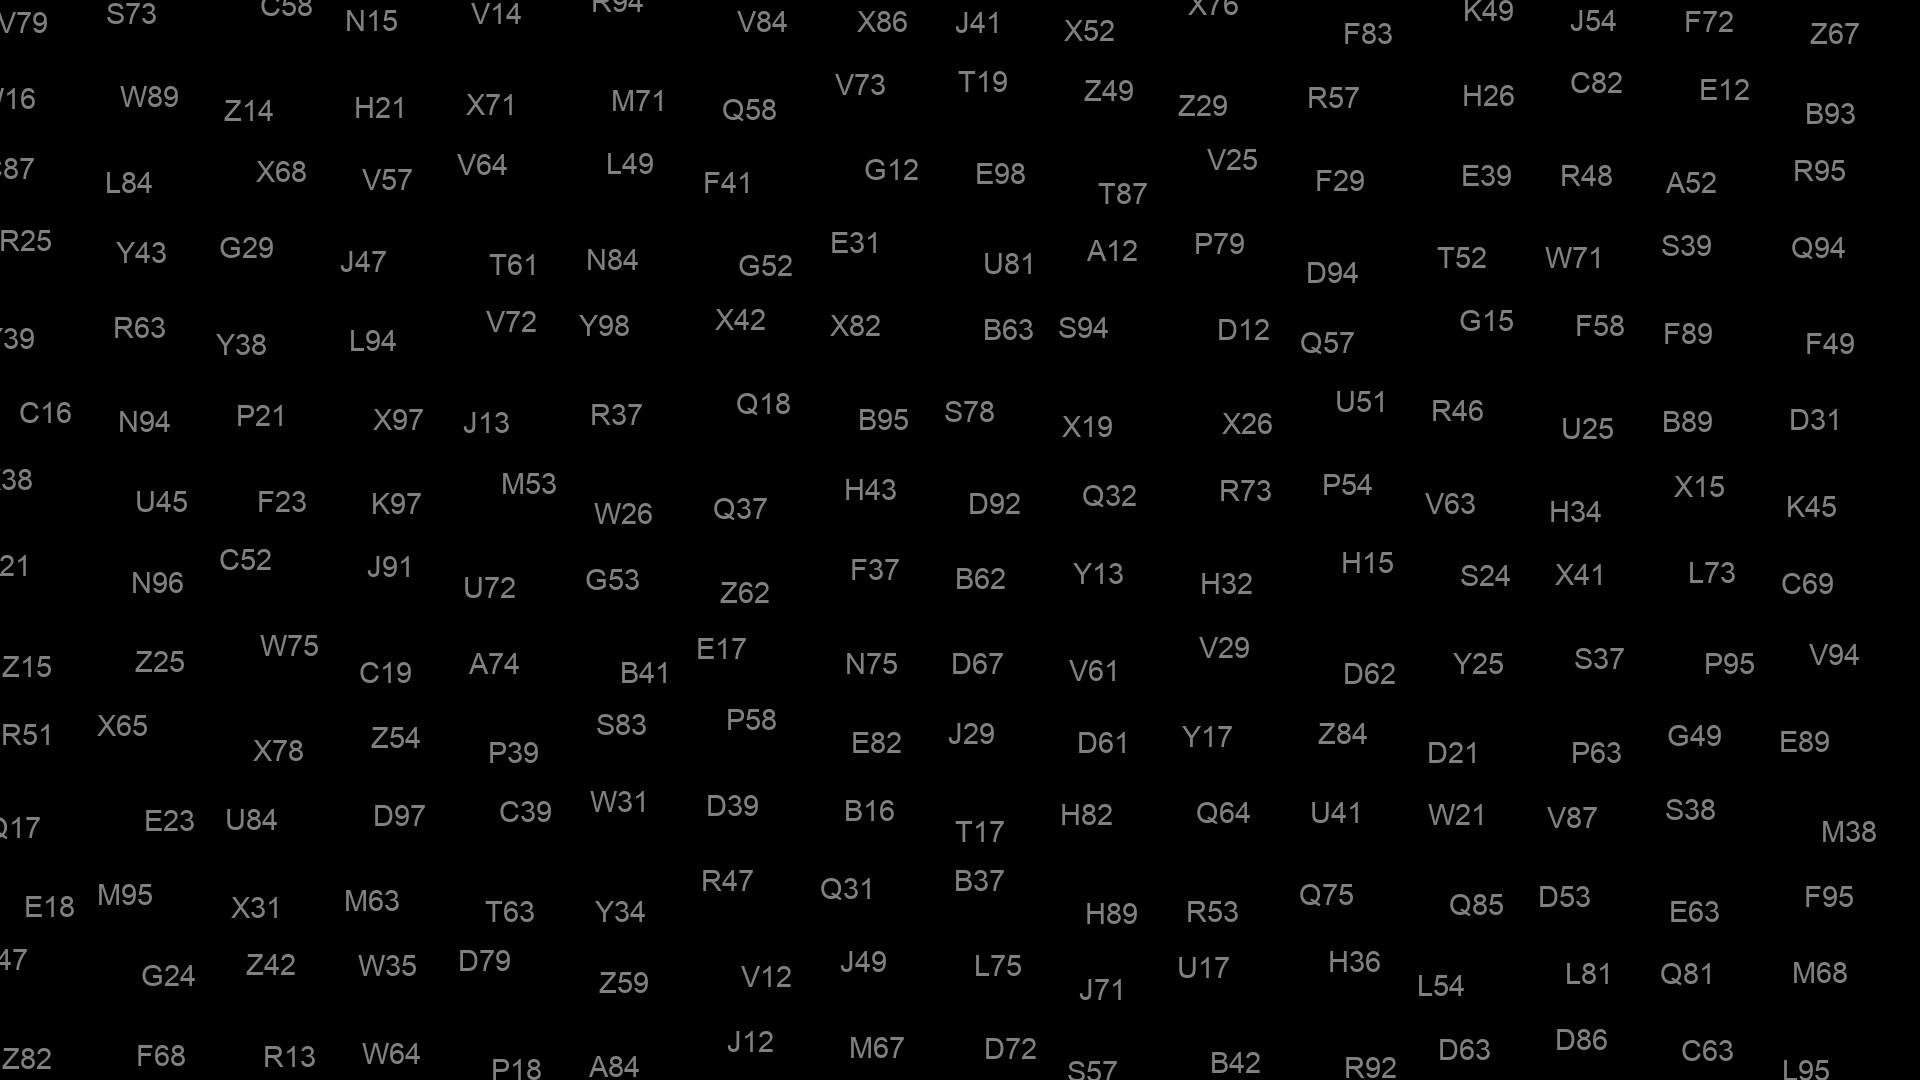 V79 S73 C58 N15 V14 R94 V84 X86 J41 X52 X76 F83 K49 J54 F72 Z67
W89 Z14 H21 X71 M71 Q58 V73 T19 Z49 Z29 R57 H26 C82 E12 B93
L84 X68 V57 V64 L49 F41 G12 E98 T87 V25 F29 E39 R48 A52 R95
R25 Y43 G29 J47 T61 N84 G52 E31 U81 A12 P79 D94 T52 W71 S39 Q94
R63 Y38 L94 V72 Y98 X42 X82 B63 S94 D12 Q57 G15 F58 F89 F49
C16 N94 P21 X97 J13 R37 Q18 B95 S78 X19 X26 U51 R46 U25 B89 D31
U45 F23 K97 M53 W26 Q37 H43 D92 Q32 R73 P54 V63 H34 X15 K45
N96 C52 J91 U72 G53 Z62 F37 B62 Y13 H32 H15 S24 X41 L73 C69
Z15 Z25 W75 C19 A74 B41 E17 N75 D67 V61 V29 D62 Y25 S37 P95 V94
R51 X65 X78 Z54 P39 S83 P58 E82 J29 D61 Y17 Z84 D21 P63 G49 E89
Q17 E23 U84 D97 C39 W31 D39 B16 T17 H82 Q64 U41 W21 V87 S38 M38
E18 M95 X31 M63 T63 Y34 R47 Q31 B37 H89 R53 Q75 Q85 D53 E63 F95
G24 Z42 W35 D79 Z59 V12 J49 L75 J71 U17 H36 L54 L81 Q81 M68
Z82 F68 R13 W64 P18 A84 J12 M67 D72 S57 B42 R92 D63 D86 C63 L95